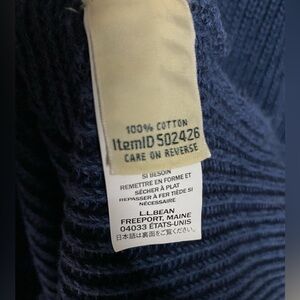 100% COTTON
ItemID 502426
CARE ON REVERSE
SI BESOIN
REMETTRE EN FORME ET
SÉCHER À PLAT
REPASSER À FER TIÈDE SI
NÉCESSAIRE
L.L.BEAN
FREEPORT, MAINE
04033 ÉTATS-UNIS
日本語は裏面をご覧ください。